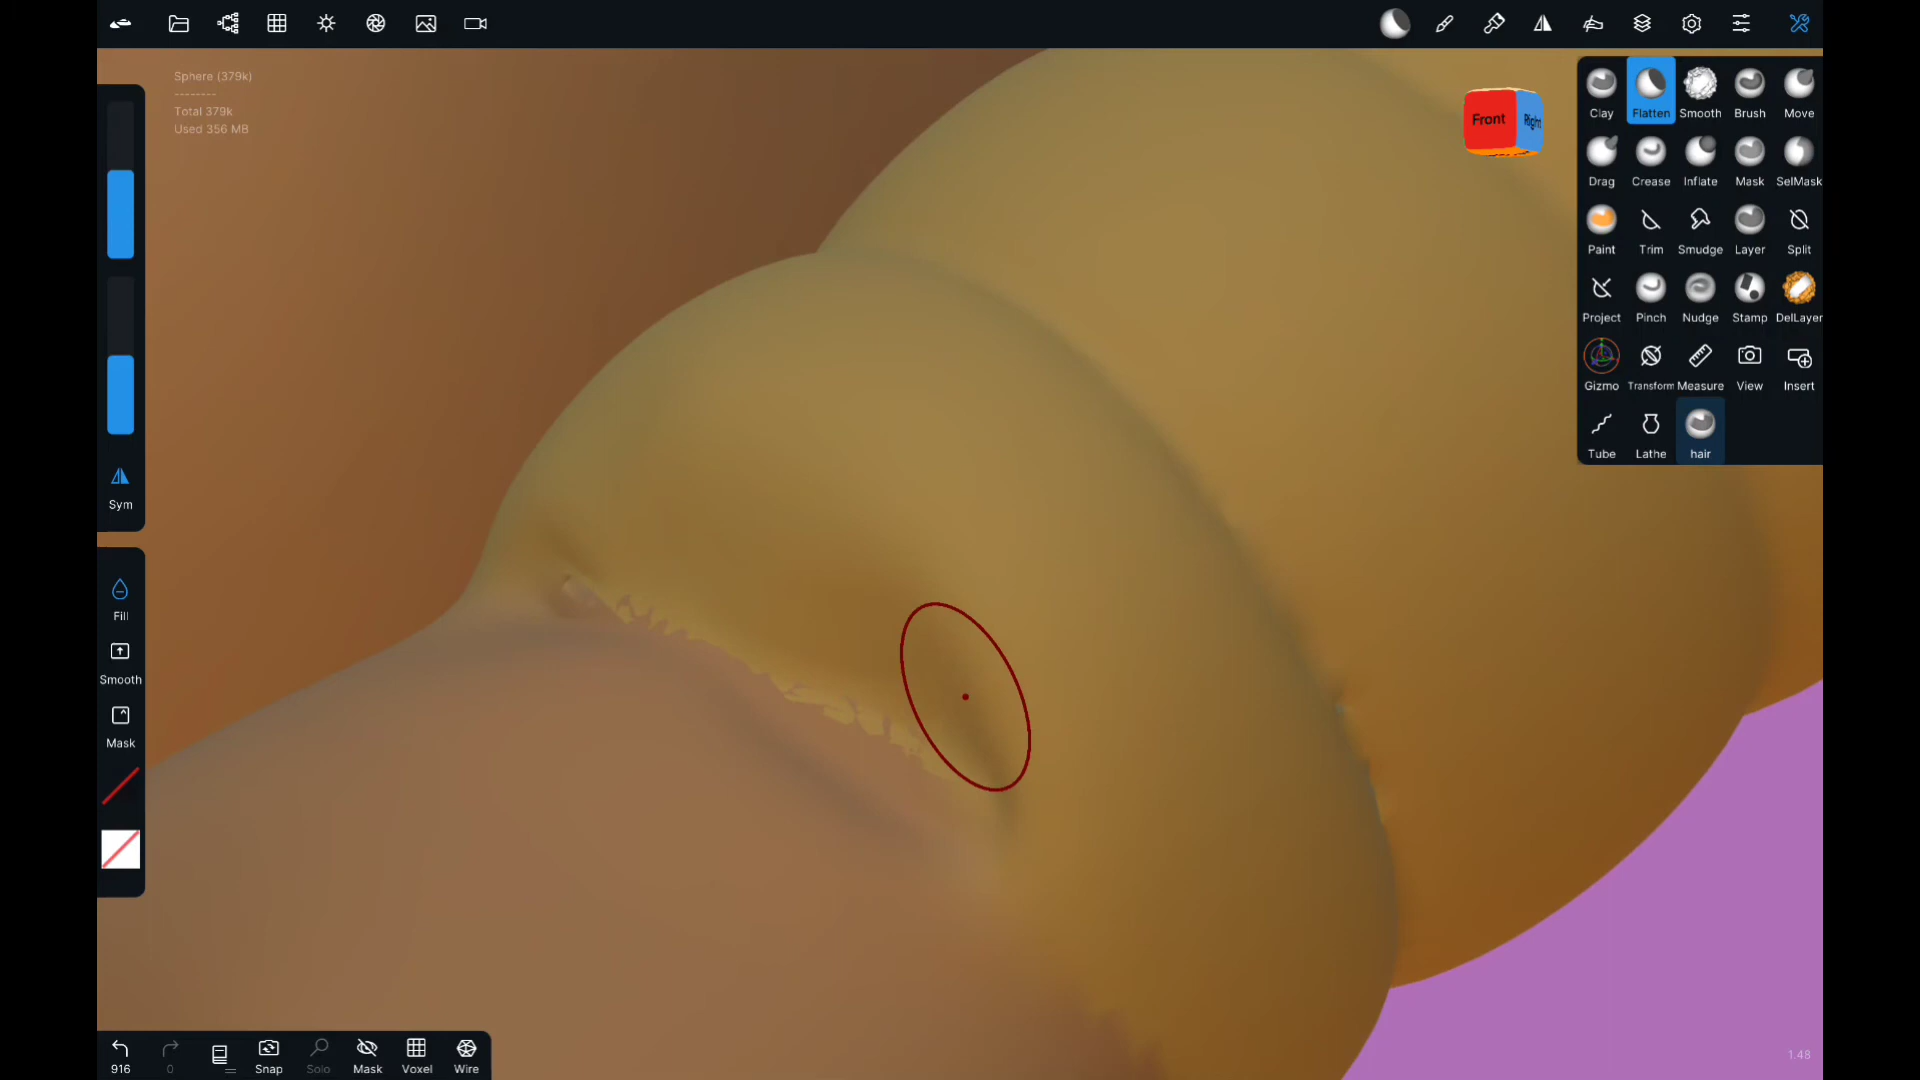 Sphere (379k)
--------
Total 379k
Used 356 MB
Front
Right
Clay
Flatten
Smooth
Brush
Move
Drag
Crease
Inflate
Mask
SelMask
Paint
Trim
Smudge
Layer
Split
Project
Pinch
Nudge
Stamp
DelLayer
Gizmo
Transform
Measure
View
Insert
Tube
Lathe
hair
Sym
Fill
Smooth
Mask
916
0
Snap
Solo
Mask
Voxel
Wire
1.48